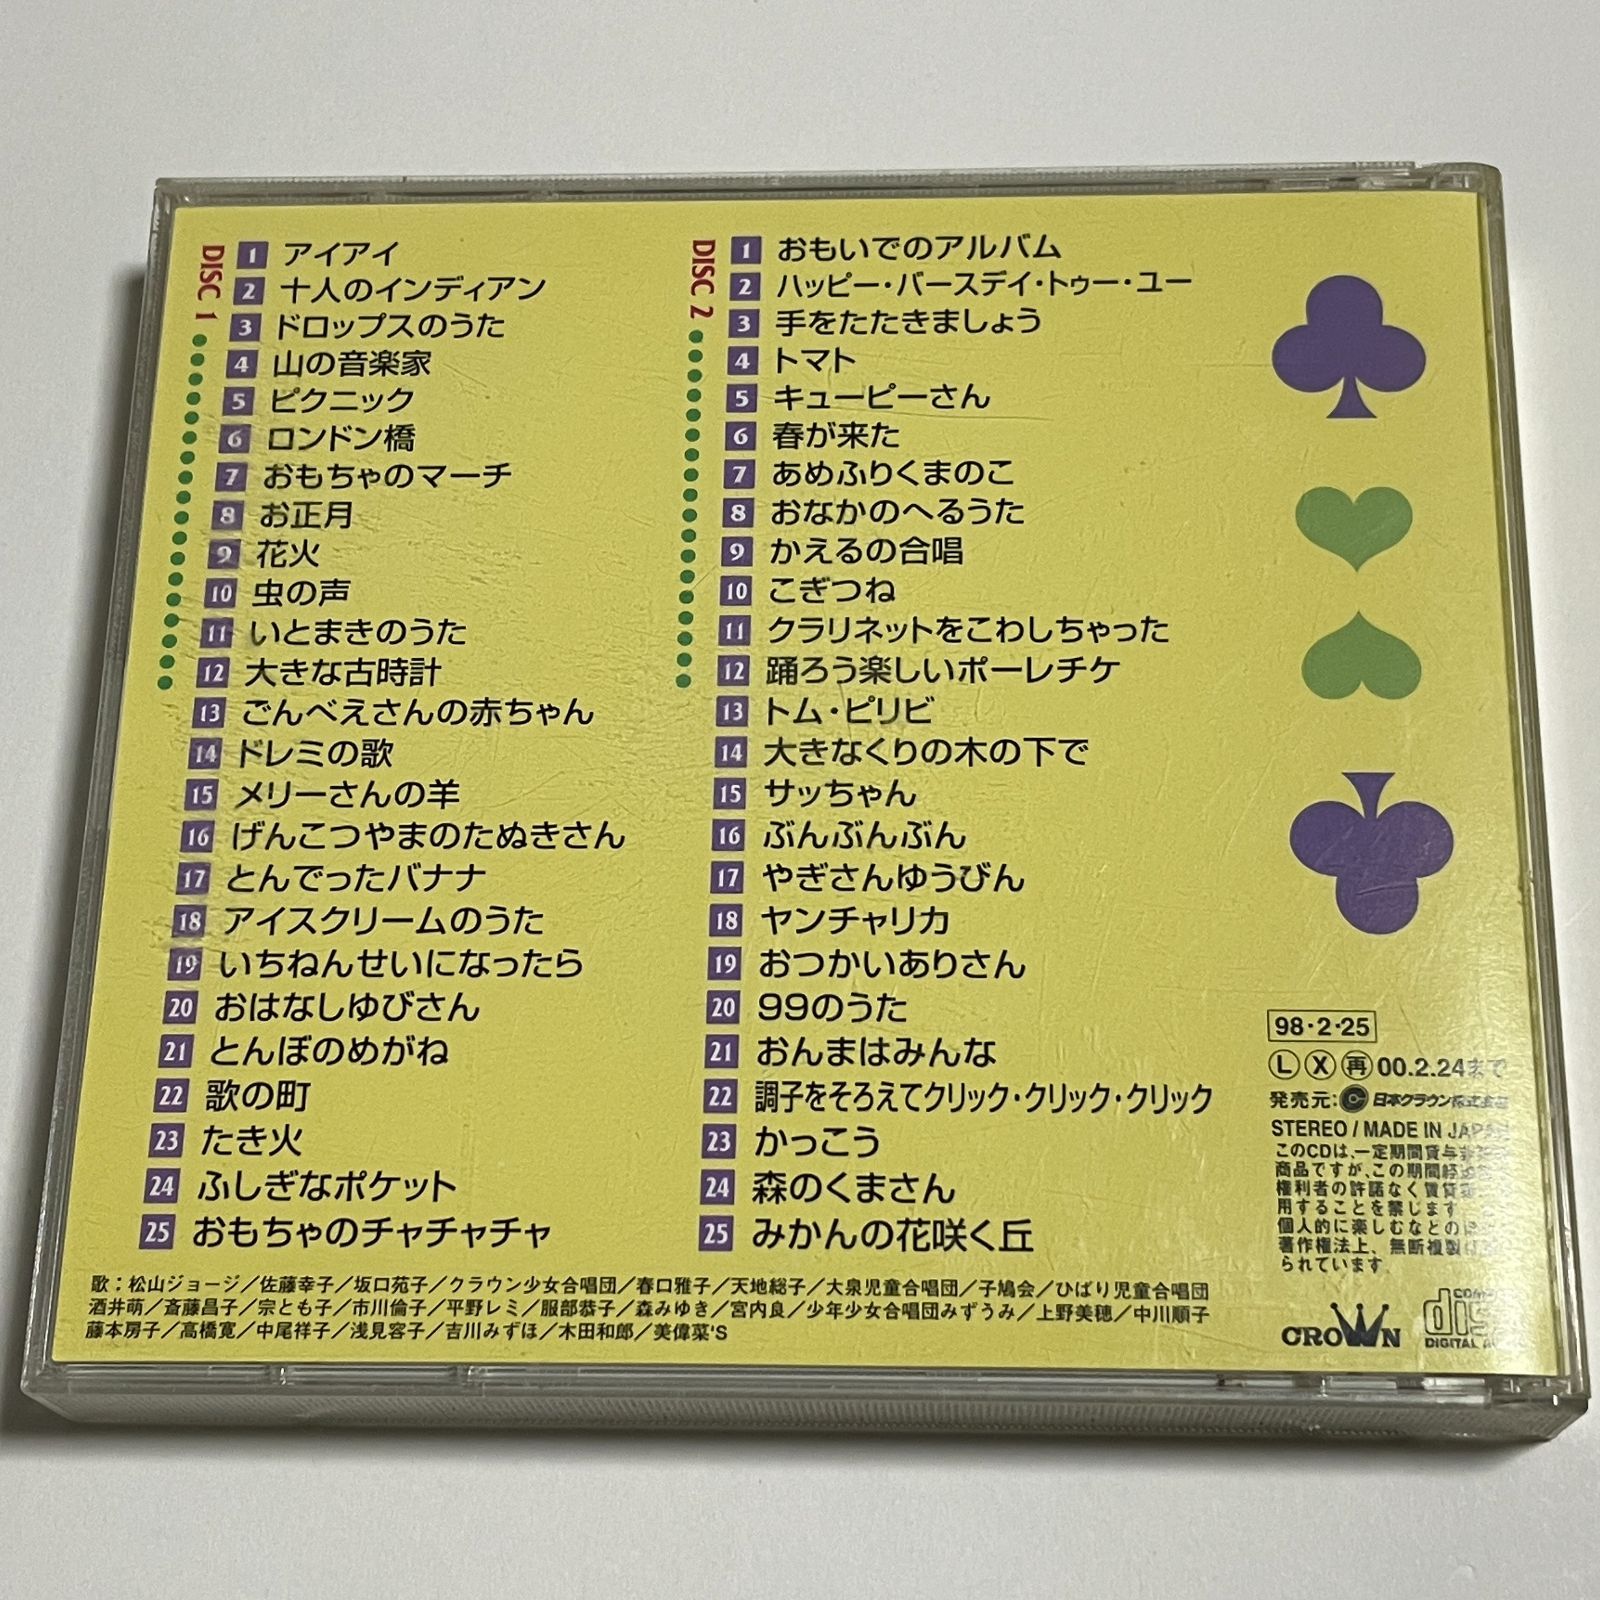 DISC 1
1 アイアイ
2 十人のインディアン
3 ドロップスのうた
4 山の音楽家
5 ピクニック
6 ロンドン橋
7 おもちゃのマーチ
8 お正月
9 花火
10 虫の声
11 いとまきのうた
12 大きな古時計
13 ごんべえさんの赤ちゃん
14 ドレミの歌
15 メリーさんの羊
16 げんこつやまのたぬきさん
17 とんでったバナナ
18 アイスクリームのうた
19 いちねんせいになったら
20 おはなしゆびさん
21 とんぼのめがね
22 歌の町
23 たき火
24 ふしぎなポケット
25 おもちゃのチャチャチャ
DISC 2
1 おもいでのアルバム
2 ハッピー・バースデイ・トゥー・ユー
3 手をたたきましょう
4 トマト
5 キューピーさん
6 春が来た
7 あめふりくまのこ
8 おなかのへるうた
9 かえるの合唱
10 こぎつね
11 クラリネットをこわしちゃった
12 踊ろう楽しいポーレチケ
13 トム・ピリビ
14 大きなくりの木の下で
15 サッちゃん
16 ぶんぶんぶん
17 やぎさんゆうびん
18 ヤンチャリカ
19 おつかいありさん
20 99のうた
21 おんまはみんな
22 調子をそろえてクリック・クリック・クリック
23 かっこう
24 森のくまさん
25 みかんの花咲く丘
歌：松山ジョージ／佐藤幸子／坂口苑子／クラウン少女合唱団／春口雅子／天地総子／大泉児童合唱団／子鳩会／ひばり児童合唱団
酒井萌／斎藤昌子／宗とも子／市川倫子／平野レミ／服部恭子／森みゆき／宮内良／少年少女合唱団みずうみ／上野美穂／中川順子
藤本房子／高橋寛／中尾祥子／浅見容子／吉川みずほ／木田和郎／美偉菜'S
98・2・25
Ⓛ Ⓧ ㊢ 00.2.24まで
発売元: 日本クラウン株式会社
STEREO / MADE IN JAPAN
このCDは、一定期間貸与
商品ですが、この期間経
権利者の許諾なく賃貸
用することを禁じます。
個人的に楽しむなどの
著作権法上、無断複製
られています。
CROWN
DIGITAL